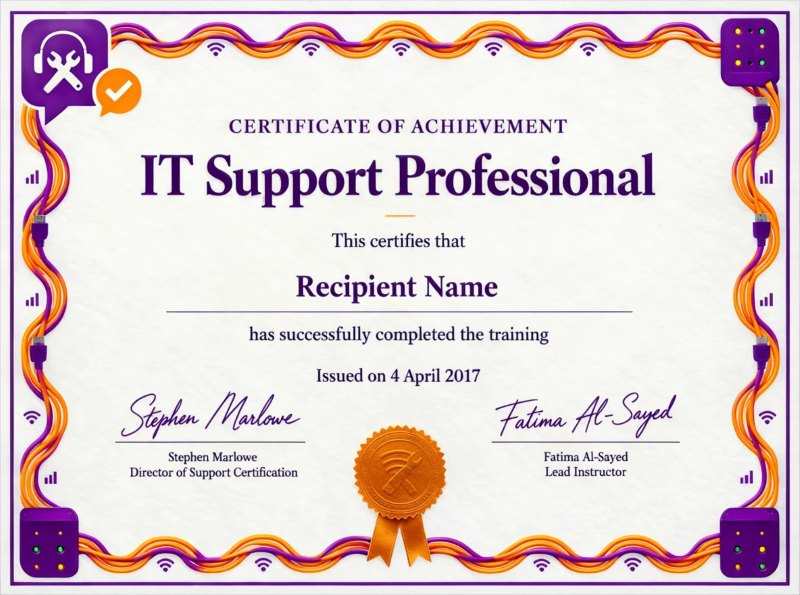 CERTIFICATE OF ACHIEVEMENT
IT Support Professional
This certifies that
Recipient Name
has successfully completed the training
Issued on 4 April 2017
Stephen Marlowe
Fatima Al-Sayed
Stephen Marlowe
Director of Support Certification
Fatima Al-Sayed
Lead Instructor